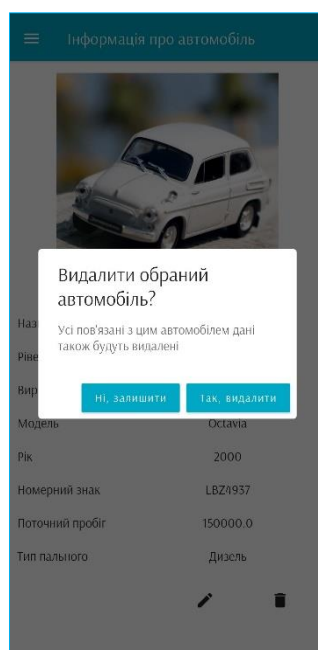 Інформація про автомобіль
Видалити обраний
автомобіль?
Усі пов'язані з цим автомобілем дані
також будуть видалені
Ні, залишити Так, видалити
Модель Octavia
Рік 2000
Номерний знак LBZ4937
Поточний пробіг 150000.0
Тип пального Дизель